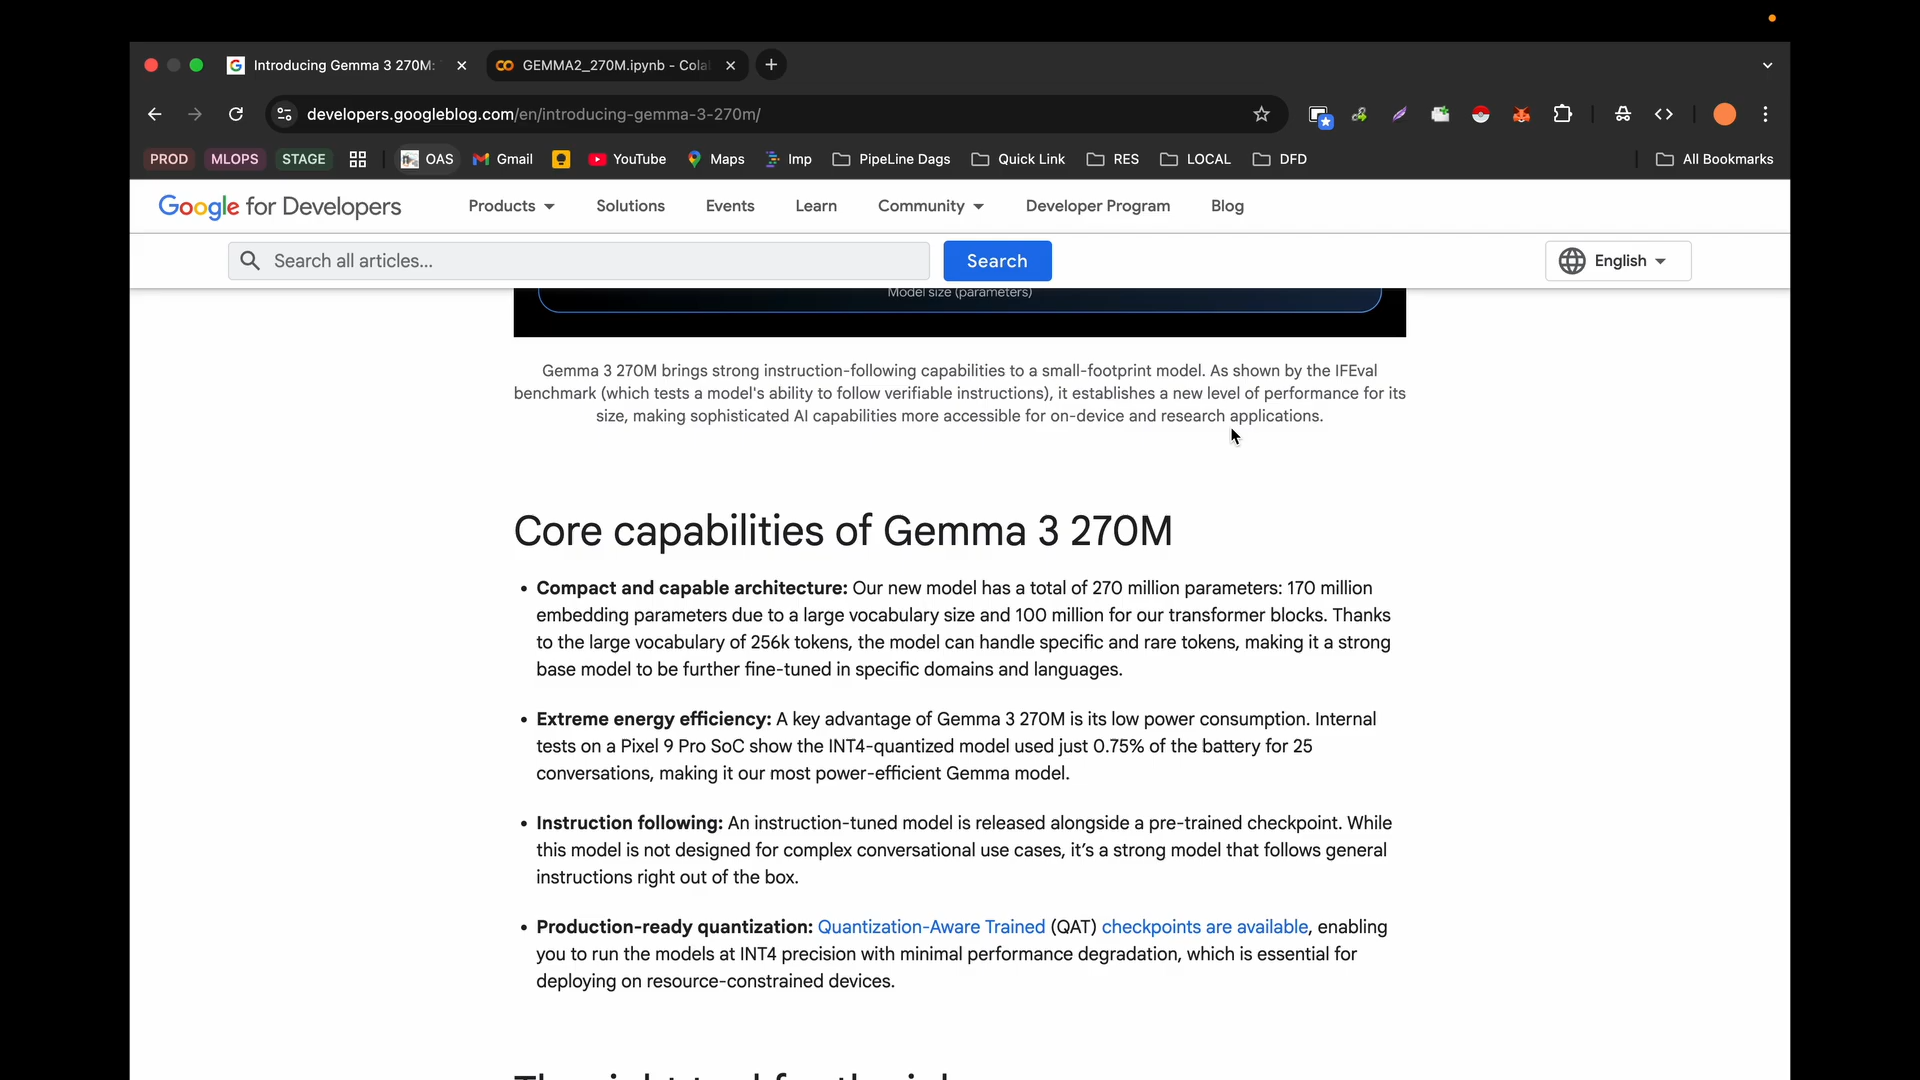 Introducing Gemma 3 270M:
GEMMA2_270M.ipynb - Cola
developers.googleblog.com/en/introducing-gemma-3-270m/
PROD MLOPS STAGE OAS Gmail YouTube Maps Imp PipeLine Dags Quick Link RES LOCAL DFD All Bookmarks
Google for Developers Products Solutions Events Learn Community Developer Program Blog
Search all articles... Search English
Model size (parameters)
Gemma 3 270M brings strong instruction-following capabilities to a small-footprint model. As shown by the IFEval
benchmark (which tests a model's ability to follow verifiable instructions), it establishes a new level of performance for its
size, making sophisticated AI capabilities more accessible for on-device and research applications.
Core capabilities of Gemma 3 270M
• Compact and capable architecture: Our new model has a total of 270 million parameters: 170 million
embedding parameters due to a large vocabulary size and 100 million for our transformer blocks. Thanks
to the large vocabulary of 256k tokens, the model can handle specific and rare tokens, making it a strong
base model to be further fine-tuned in specific domains and languages.
• Extreme energy efficiency: A key advantage of Gemma 3 270M is its low power consumption. Internal
tests on a Pixel 9 Pro SoC show the INT4-quantized model used just 0.75% of the battery for 25
conversations, making it our most power-efficient Gemma model.
• Instruction following: An instruction-tuned model is released alongside a pre-trained checkpoint. While
this model is not designed for complex conversational use cases, it’s a strong model that follows general
instructions right out of the box.
• Production-ready quantization: Quantization-Aware Trained (QAT) checkpoints are available, enabling
you to run the models at INT4 precision with minimal performance degradation, which is essential for
deploying on resource-constrained devices.